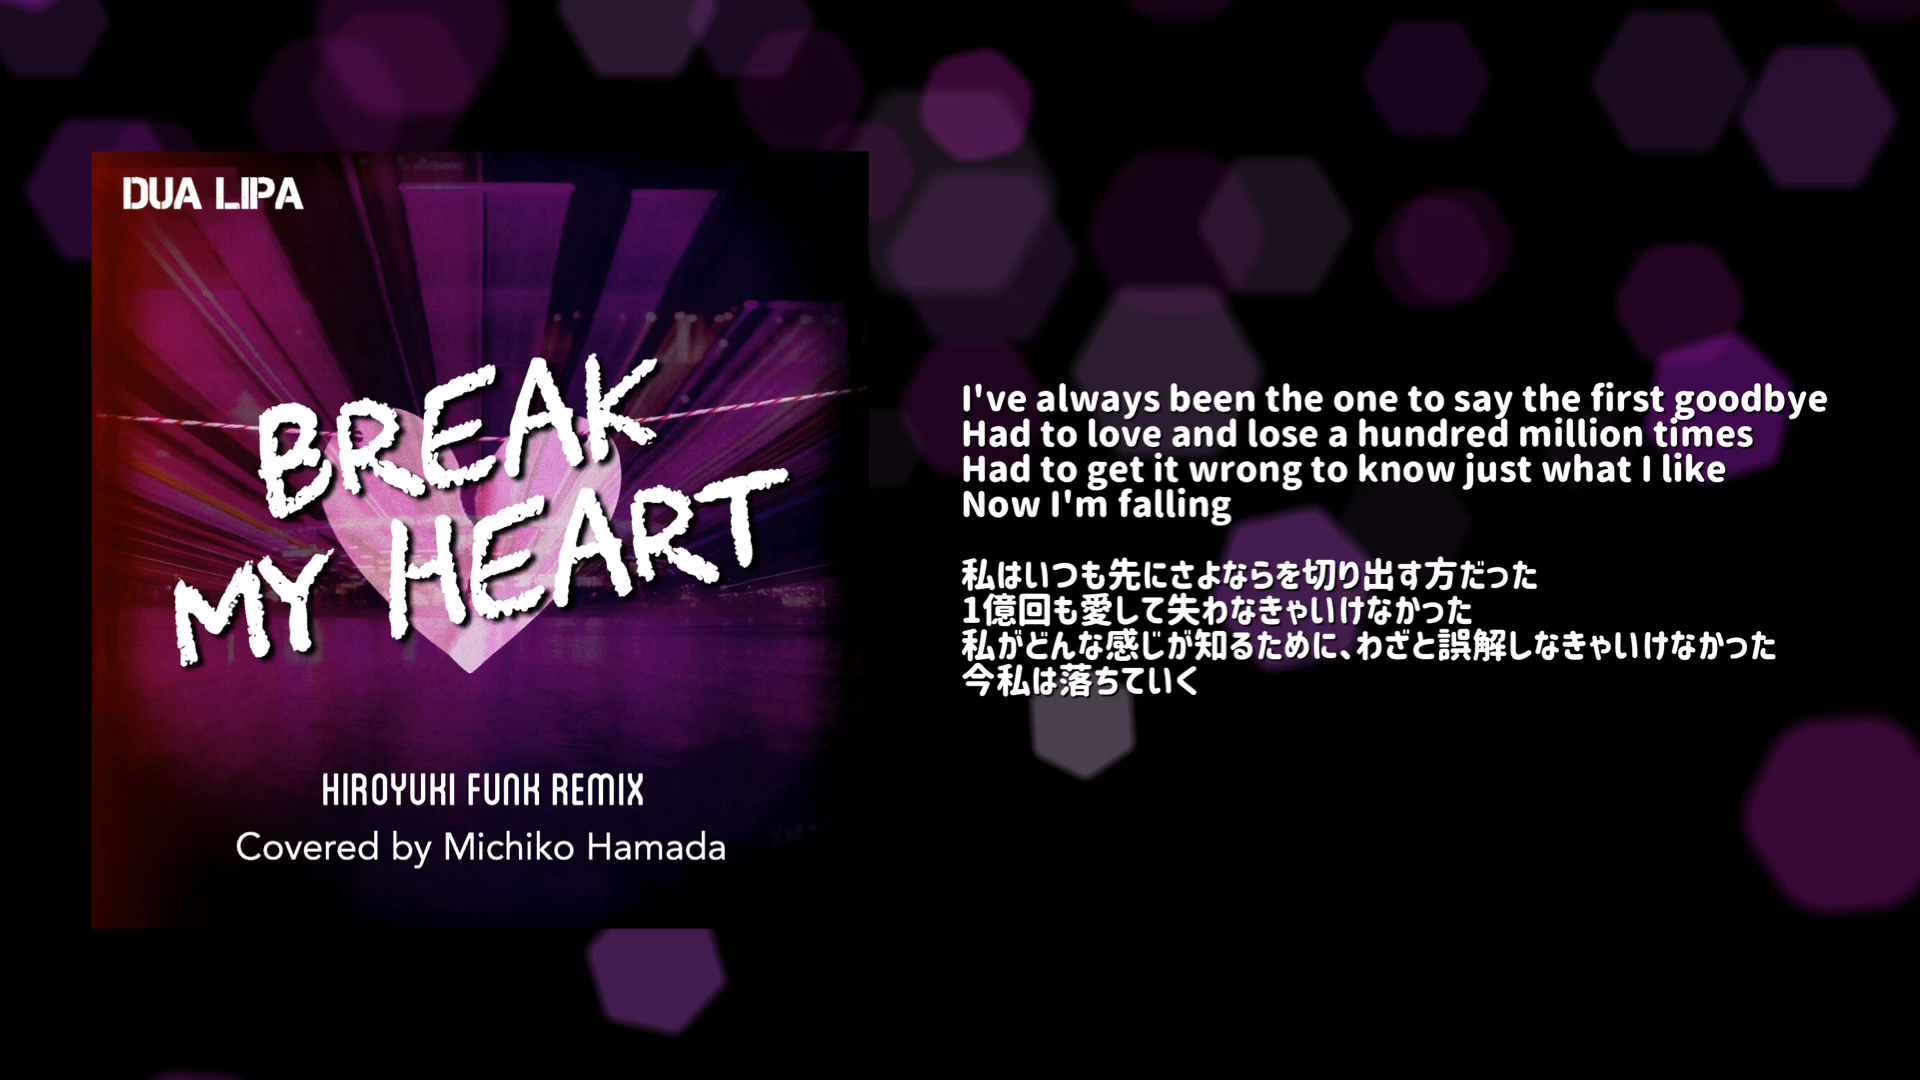 DUA LIPA
BREAK
MY HEART
HIROYUKI FUNK REMIX
Covered by Michiko Hamada
I've always been the one to say the first goodbye
Had to love and lose a hundred million times
Had to get it wrong to know just what I like
Now I'm falling
私はいつも先にさよならを切り出す方だった
1億回も愛して失わなきゃいけなかった
私がどんな感じが知るために、わざと誤解しなきゃいけなかった
今私は落ちていく